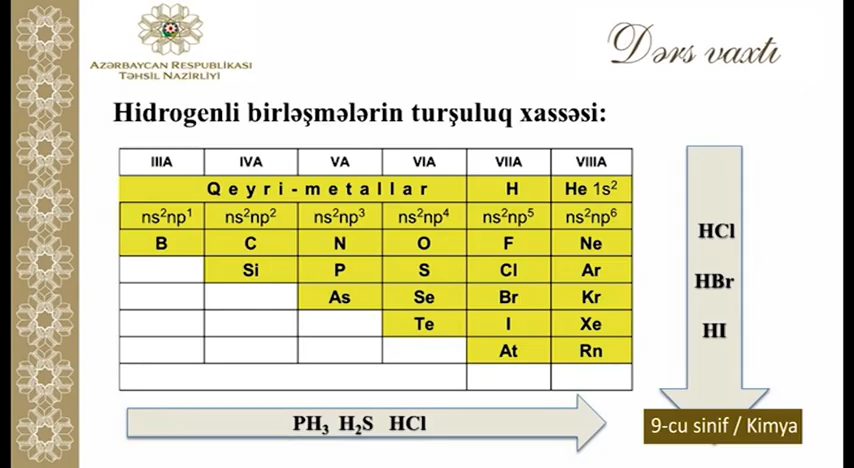 AZƏRBAYCAN RESPUBLİKASI
TƏHSİL NAZİRLİYİ
Dərs vaxtı
Hidrogenli birləşmələrin turşuluq xassəsi:
IIIA IVA VA VIA VIIA VIIIA
Qeyri-metallar H He 1s²
ns²np¹ ns²np² ns²np³ ns²np⁴ ns²np⁵ ns²np⁶
B C N O F Ne
Si P S Cl Ar
As Se Br Kr
Te I Xe
At Rn
HCl
HBr
HI
PH₃ H₂S HCl
9-cu sinif / Kimya